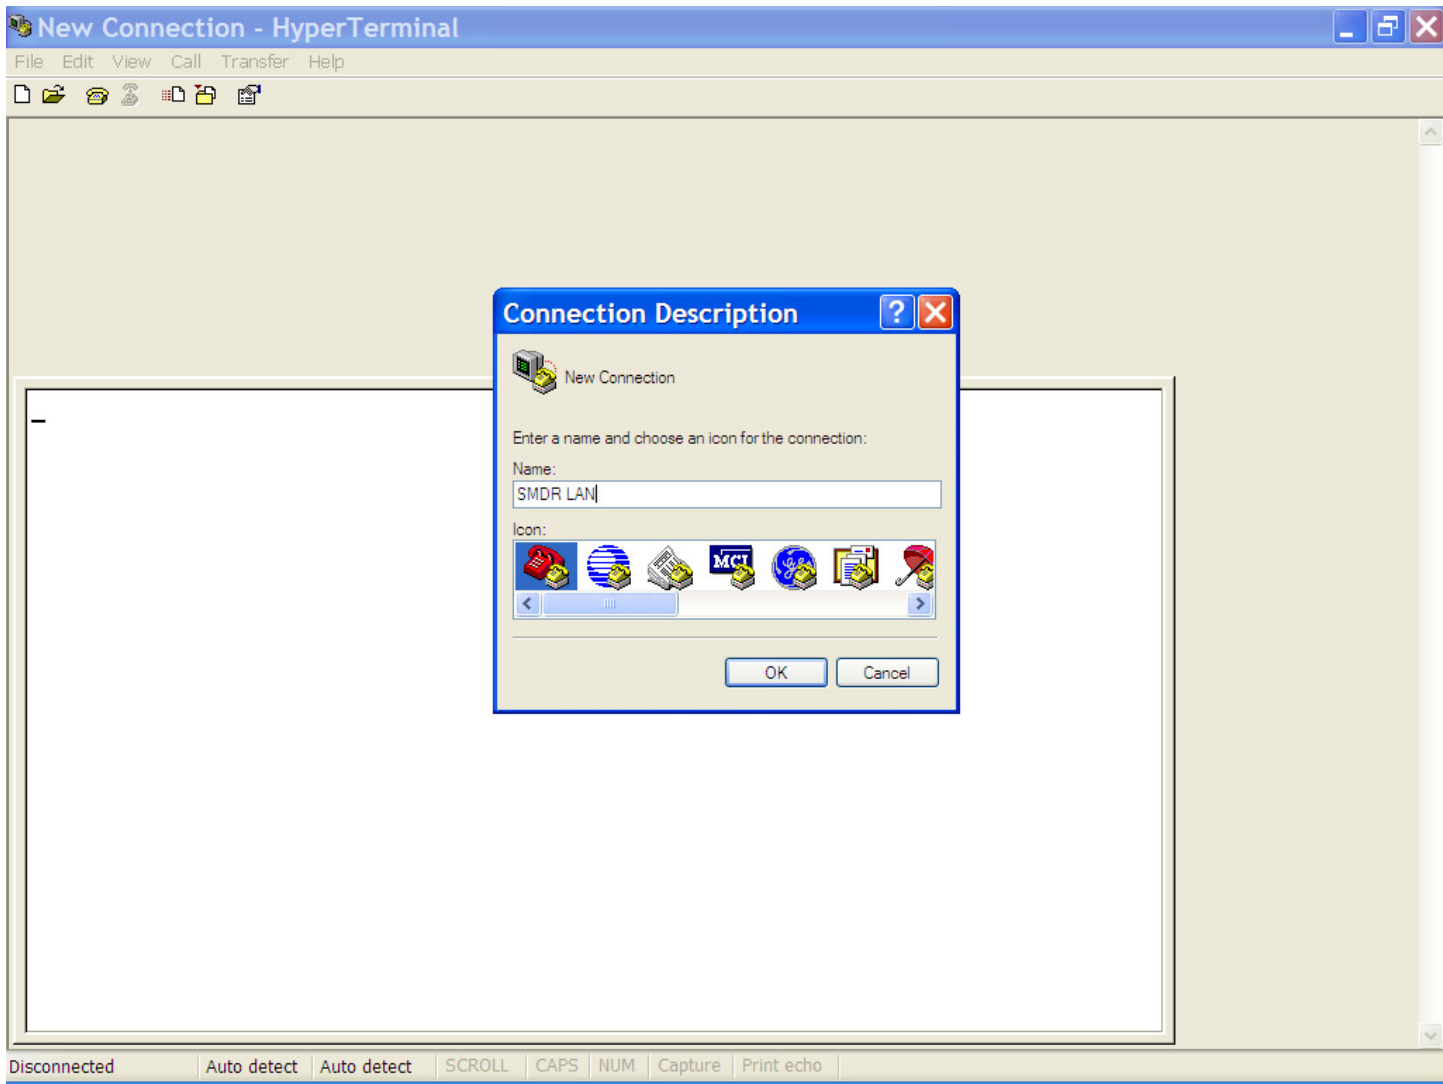 New Connection - HyperTerminal
File Edit View Call Transfer Help
Connection Description
?
New Connection
Enter a name and choose an icon for the connection:
Name:
SMDR LAN
Icon:
MCI
OK Cancel
Disconnected Auto detect Auto detect SCROLL CAPS NUM Capture Print echo